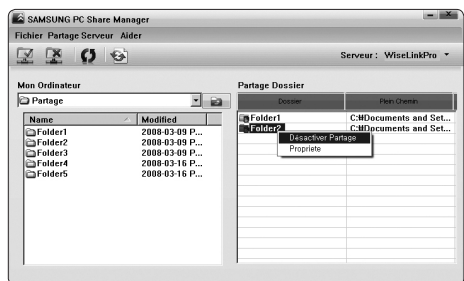 SAMSUNG PC Share Manager
Fichier Partage Serveur Aider
Serveur : WiseLinkPro
Mon Ordinateur
Partage
Name Modified
Folder1 2008-03-09 P...
Folder2 2008-03-09 P...
Folder3 2008-03-09 P...
Folder4 2008-03-16 P...
Folder5 2008-03-16 P...
Partage Dossier
Dossier Plein Chemin
Folder1 C:₩Documents and Set...
Folder2 C:₩Documents and Set...
Désactiver Partage
Propriete